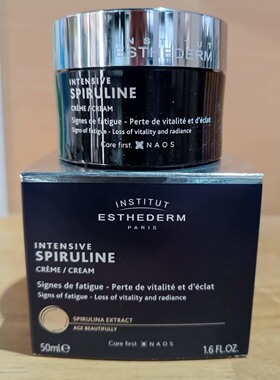 INSTITUT
ESTHEDERM
INTENSIVE
SPIRULINE
CRÈME / CREAM
Signes de fatigue - Perte de vitalité et d'éclat
Signs of fatigue - Loss of vitality and radiance
Care first. NAOS
INSTITUT
ESTHEDERM
PARIS
INTENSIVE
SPIRULINE
CRÈME / CREAM
Signes de fatigue - Perte de vitalité et d'éclat
Signs of fatigue - Loss of vitality and radiance
SPIRULINA EXTRACT
AGE BEAUTIFULLY
50ml℮ Care first. NAOS 1.6 FL.OZ.